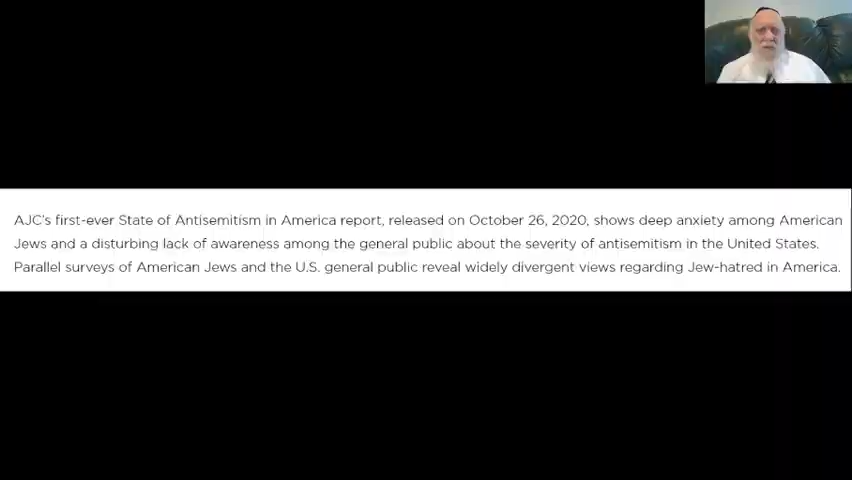 AJC's first-ever State of Antisemitism in America report, released on October 26, 2020, shows deep anxiety among American
Jews and a disturbing lack of awareness among the general public about the severity of antisemitism in the United States.
Parallel surveys of American Jews and the U.S. general public reveal widely divergent views regarding Jew-hatred in America.